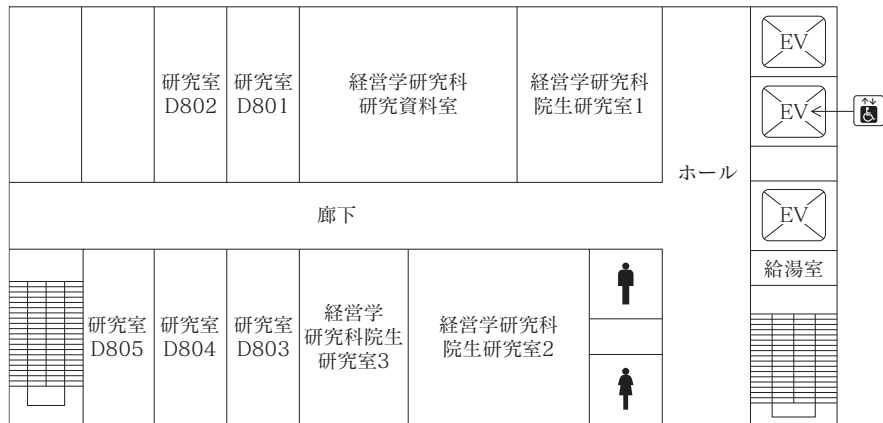 研究室
D802
研究室
D801
経営学研究科
研究資料室
経営学研究科
院生研究室1
EV
EV
ホール
EV
廊下
給湯室
研究室
D805
研究室
D804
研究室
D803
経営学
研究科院生
研究室3
経営学研究科
院生研究室2